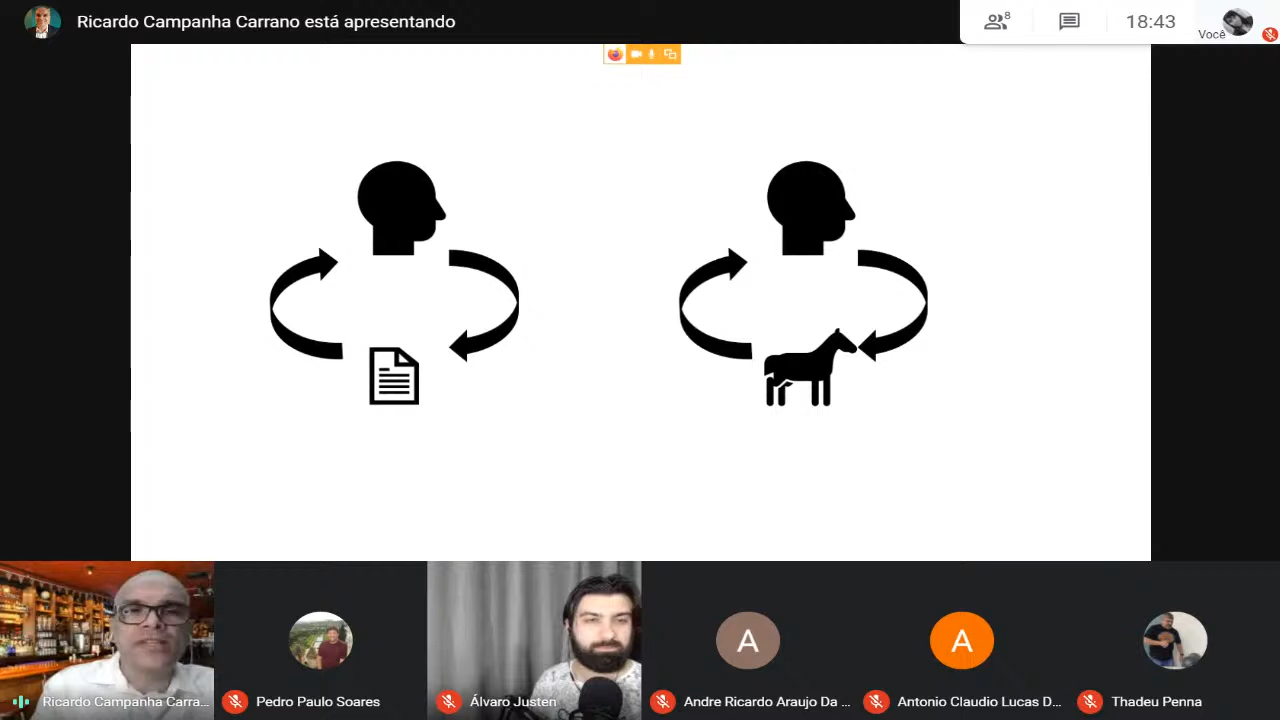 Ricardo Campanha Carrano está apresentando
8
18:43
Você
A
A
Ricardo Campanha Carra...
Pedro Paulo Soares
Álvaro Justen
Andre Ricardo Araujo Da ...
Antonio Claudio Lucas D...
Thadeu Penna